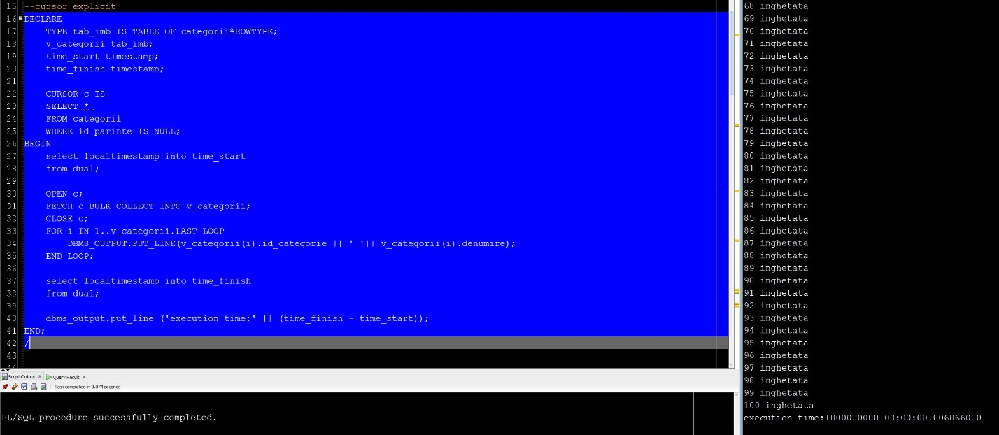 15 --cursor explicit
16 DECLARE
17 TYPE tab_imb IS TABLE OF categorii%ROWTYPE;
18 v_categorii tab_imb;
19 time_start timestamp;
20 time_finish timestamp;
21
22 CURSOR c IS
23 SELECT *
24 FROM categorii
25 WHERE id_parinte IS NULL;
26 BEGIN
27 select localtimestamp into time_start
28 from dual;
29
30 OPEN c;
31 FETCH c BULK COLLECT INTO v_categorii;
32 CLOSE c;
33 FOR i IN 1..v_categorii.LAST LOOP
34 DBMS_OUTPUT.PUT_LINE(v_categorii(i).id_categorie || ' '|| v_categorii(i).denumire);
35 END LOOP;
36
37 select localtimestamp into time_finish
38 from dual;
39
40 dbms_output.put_line ('execution time:' || (time_finish - time_start));
41 END;
42 /
43
44
Script Output x Query Result x
Task completed in 0.074 seconds
PL/SQL procedure successfully completed.
68 inghetata
69 inghetata
70 inghetata
71 inghetata
72 inghetata
73 inghetata
74 inghetata
75 inghetata
76 inghetata
77 inghetata
78 inghetata
79 inghetata
80 inghetata
81 inghetata
82 inghetata
83 inghetata
84 inghetata
85 inghetata
86 inghetata
87 inghetata
88 inghetata
89 inghetata
90 inghetata
91 inghetata
92 inghetata
93 inghetata
94 inghetata
95 inghetata
96 inghetata
97 inghetata
98 inghetata
99 inghetata
100 inghetata
execution time:+000000000 00:00:00.006066000